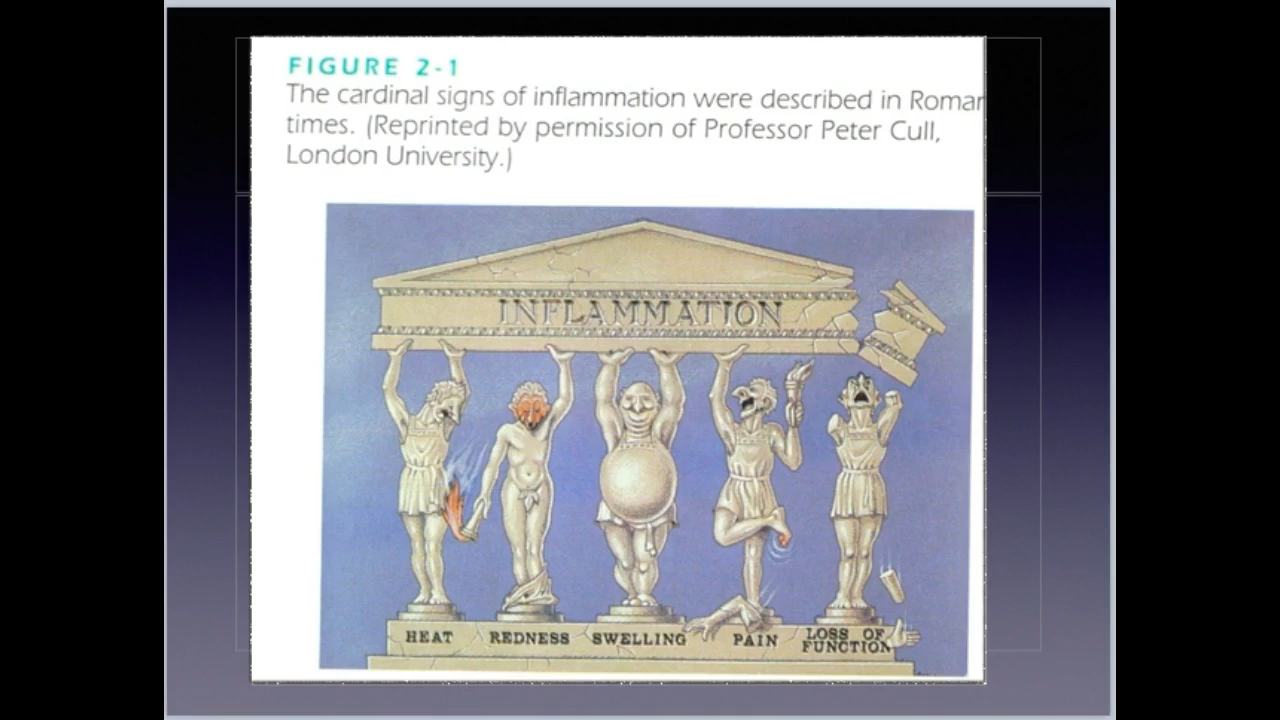 FIGURE 2-1
The cardinal signs of inflammation were described in Roman
times. (Reprinted by permission of Professor Peter Cull,
London University.)
INFLAMMATION
HEAT REDNESS SWELLING PAIN LOSS OF
FUNCTION